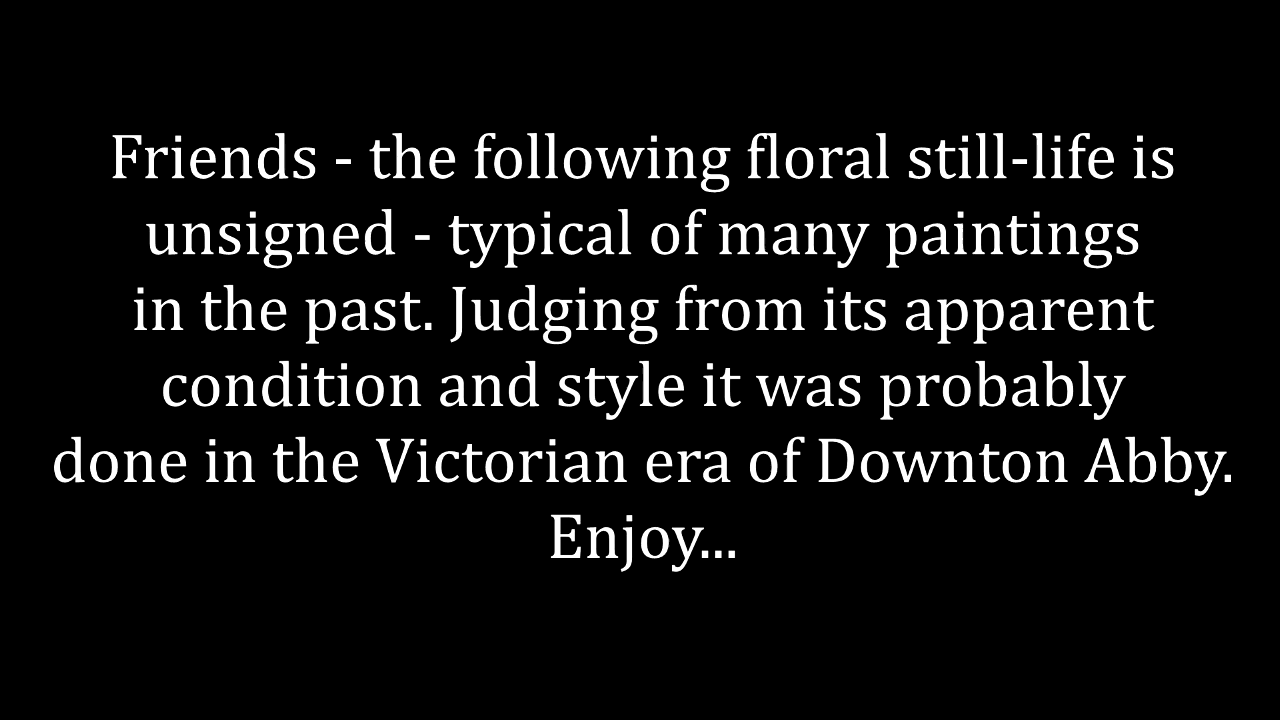 Friends - the following floral still-life is
unsigned - typical of many paintings
in the past. Judging from its apparent
condition and style it was probably
done in the Victorian era of Downton Abby.
Enjoy...